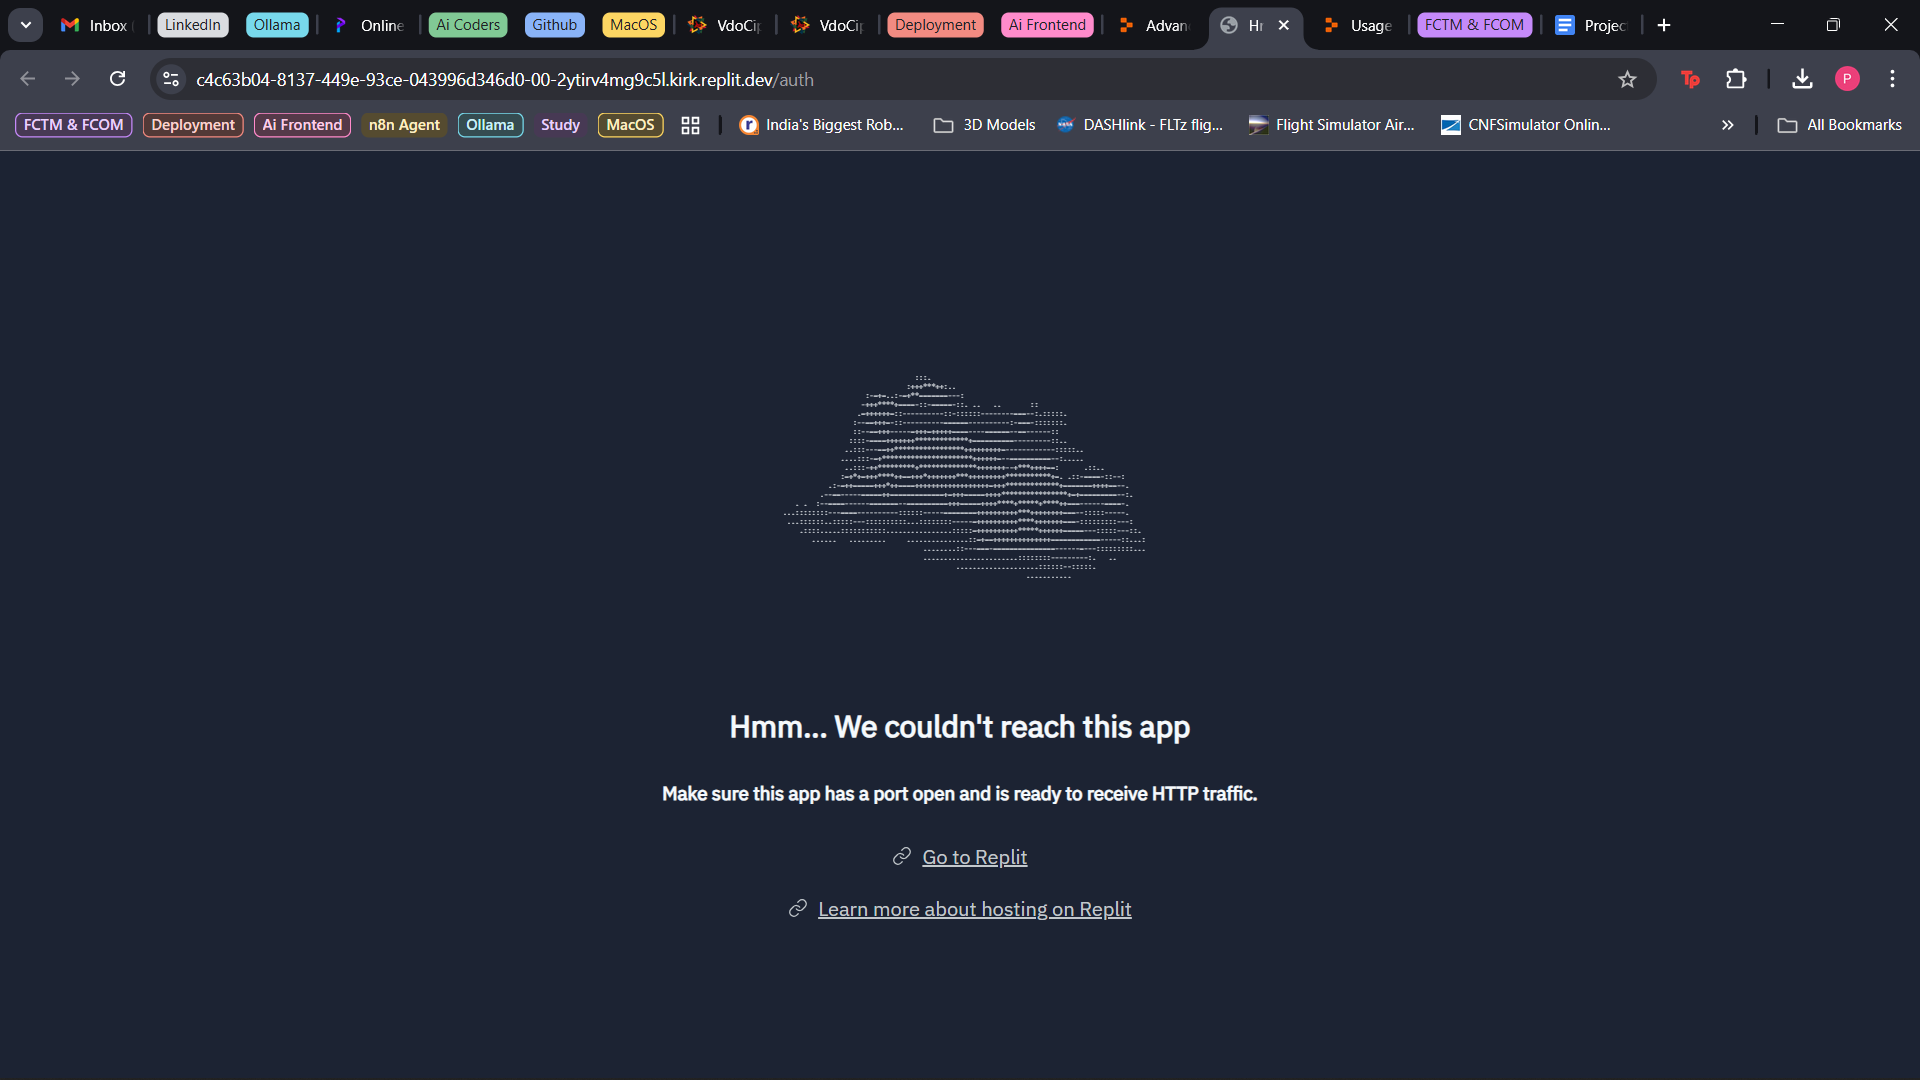 Inbox
LinkedIn
Ollama
Online
Ai Coders
Github
MacOS
VdoCip
VdoCip
Deployment
Ai Frontend
Advan
Hr
Usage
FCTM & FCOM
Projec
c4c63b04-8137-449e-93ce-043996d346d0-00-2ytirv4mg9c5l.kirk.replit.dev/auth
Tp
P
FCTM & FCOM
Deployment
Ai Frontend
n8n Agent
Ollama
Study
MacOS
India's Biggest Rob...
3D Models
DASHlink - FLTz flig...
Flight Simulator Air...
CNFSimulator Onlin...
All Bookmarks
Hmm... We couldn't reach this app
Make sure this app has a port open and is ready to receive HTTP traffic.
Go to Replit
Learn more about hosting on Replit